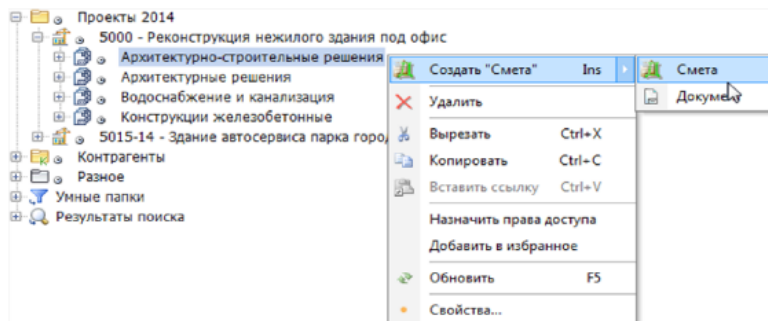 Проекты 2014
5000 - Реконструкция нежилого здания под офис
Архитектурно-строительные решения
Архитектурные решения
Водоснабжение и канализация
Конструкции железобетонные
5015-14 - Здание автосервиса парка горо
Контрагенты
Разное
Умные папки
Результаты поиска
Создать "Смета" Ins
Удалить
Вырезать Ctrl+X
Копировать Ctrl+C
Вставить ссылку Ctrl+V
Назначить права доступа
Добавить в избранное
Обновить F5
Свойства...
Смета
Документ